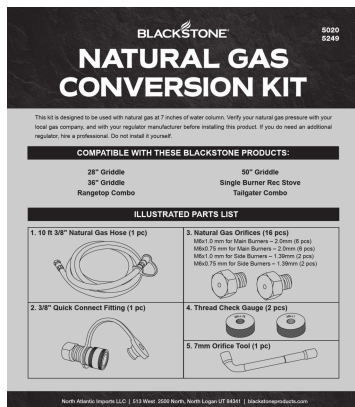 BLACKSTONE
5020
5249
NATURAL GAS
CONVERSION KIT
This kit is designed to be used with natural gas at 7 inches of water column. Verify your natural gas pressure with your
local gas company, and with your regulator manufacturer before installing this product. If you do need an additional
regulator, hire a professional. Do not install it yourself.
COMPATIBLE WITH THESE BLACKSTONE PRODUCTS:
28" Griddle
36" Griddle
Rangetop Combo
50" Griddle
Single Burner Rec Stove
Tailgater Combo
ILLUSTRATED PARTS LIST
1. 10 ft 3/8" Natural Gas Hose (1 pc)
2. 3/8" Quick Connect Fitting (1 pc)
3. Natural Gas Orifices (16 pcs)
M6x1.0 mm for Main Burners – 2.0mm (6 pcs)
M6x0.75 mm for Main Burners – 2.0mm (6 pcs)
M6x1.0 mm for Side Burners – 1.39mm (2 pcs)
M6x0.75 mm for Side Burners – 1.39mm (2 pcs)
4. Thread Check Gauge (2 pcs)
5. 7mm Orifice Tool (1 pc)
North Atlantic Imports LLC | 513 West 2500 North, North Logan UT 84341 | blackstoneproducts.com